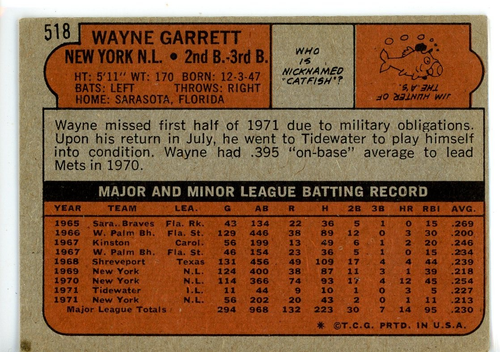 518
WAYNE GARRETT
NEW YORK N.L. • 2nd B.-3rd B.
HT: 5'11" WT: 170 BORN: 12-3-47
BATS: LEFT THROWS: RIGHT
HOME: SARASOTA, FLORIDA
WHO
IS
NICKNAMED
"CATFISH"?
JIM HUNTER OF
THE A'S.
Wayne missed first half of 1971 due to military obligations.
Upon his return in July, he went to Tidewater to play himself
into condition. Wayne had .395 "on-base" average to lead
Mets in 1970.
MAJOR AND MINOR LEAGUE BATTING RECORD
YEAR TEAM LEA. G AB R H 2B 3B HR RBI AVG.
1965 Sara. Braves Fla. Rk. 43 134 22 36 5 1 0 15 .269
1966 W. Palm Bh. Fla. St. 129 446 38 89 12 0 3 30 .200
1967 Kinston Carol. 56 199 13 49 6 1 2 20 .246
1967 W. Palm Bh. Fla. St. 46 154 23 36 5 1 0 15 .234
1968 Shreveport Texas 131 456 49 109 17 4 4 44 .239
1969 New York N.L. 124 400 38 87 11 3 1 39 .218
1970 New York N.L. 114 366 74 93 17 4 12 45 .254
1971 Tidewater I.L. 11 44 9 10 1 0 3 5 .227
1971 New York N.L. 56 202 20 43 2 0 1 11 .213
Major League Totals 294 968 132 223 30 7 14 95 .230
* ©T.C.G. PRTD. IN U.S.A.